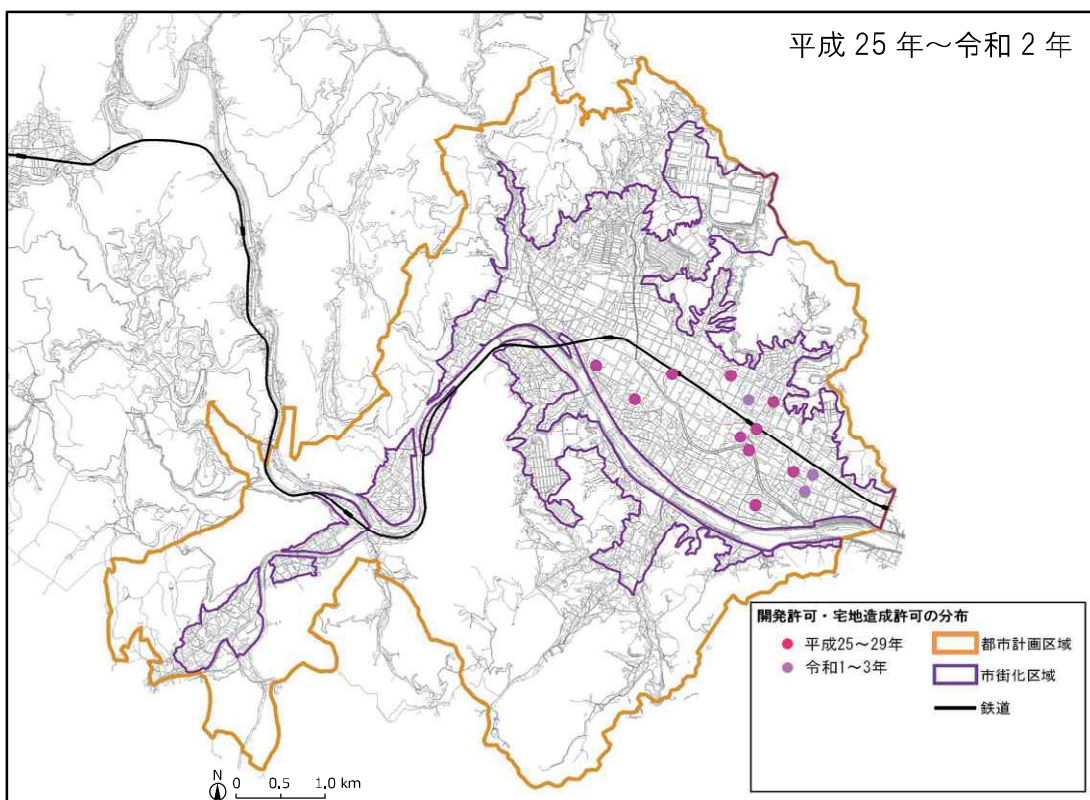 平成 25 年～令和 2 年
開発許可・宅地造成許可の分布
平成25～29年
令和1～3年
都市計画区域
市街化区域
鉄道
N
0 0.5 1.0 km